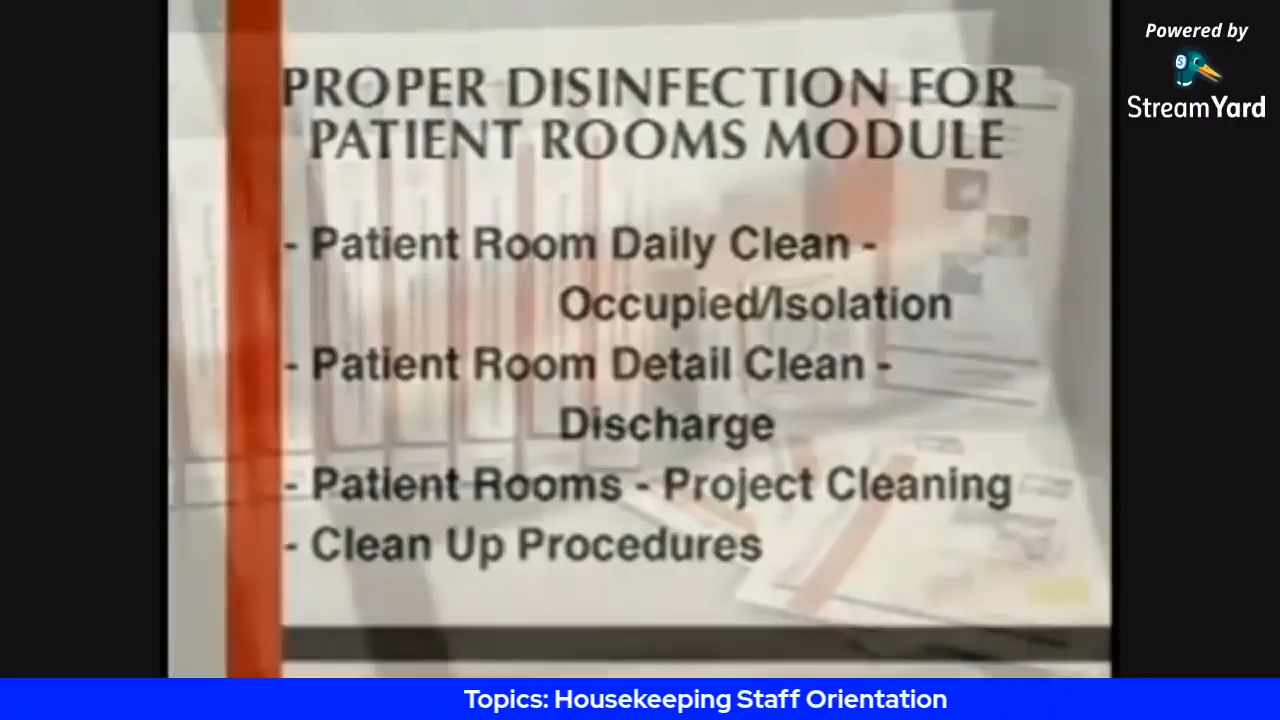 Powered by
StreamYard
PROPER DISINFECTION FOR
PATIENT ROOMS MODULE
- Patient Room Daily Clean -
Occupied/Isolation
- Patient Room Detail Clean -
Discharge
- Patient Rooms - Project Cleaning
- Clean Up Procedures
Topics: Housekeeping Staff Orientation